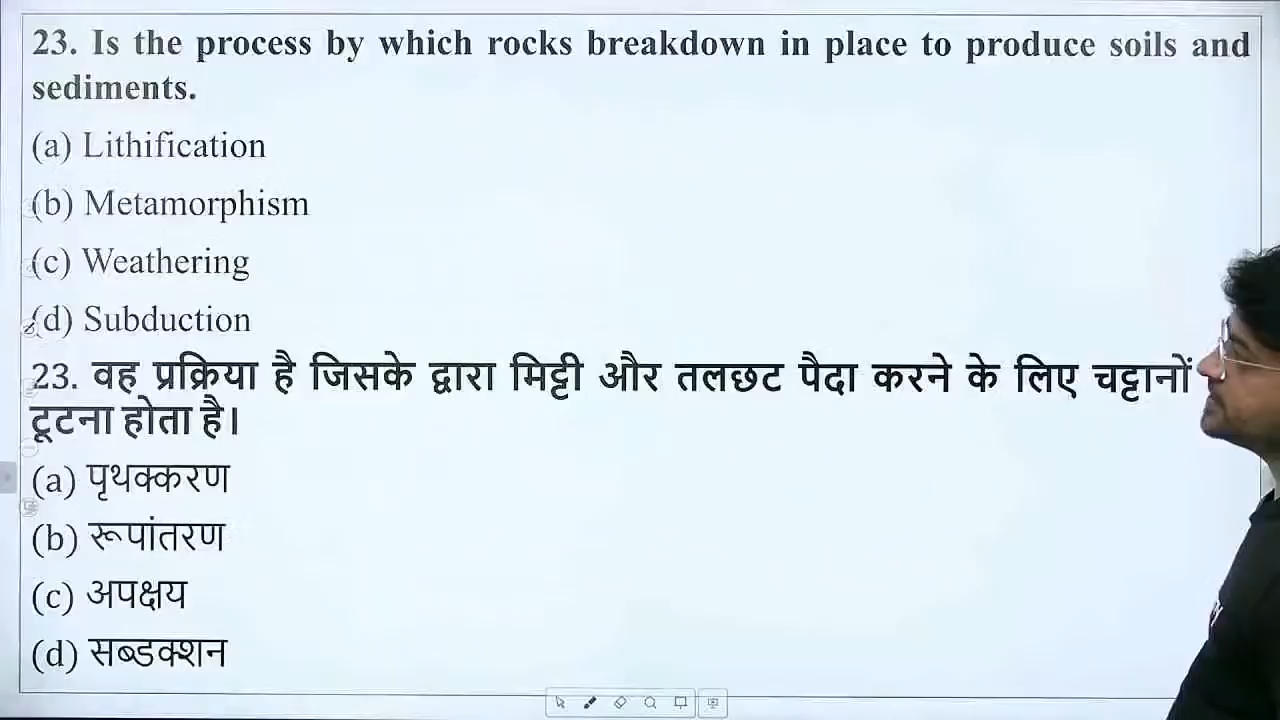 23. Is the process by which rocks breakdown in place to produce soils and
sediments.
(a) Lithification
(b) Metamorphism
(c) Weathering
(d) Subduction
23. वह प्रक्रिया है जिसके द्वारा मिट्टी और तलछट पैदा करने के लिए चट्टानों
टूटना होता है।
(a) पृथक्करण
(b) रूपांतरण
(c) अपक्षय
(d) सब्डक्शन